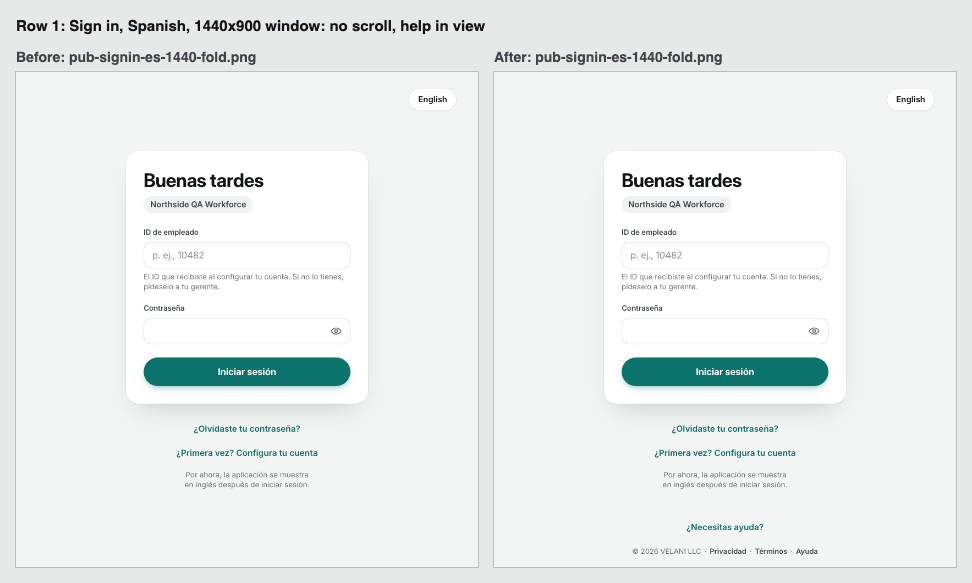 Row 1: Sign in, Spanish, 1440x900 window: no scroll, help in view
Before: pub-signin-es-1440-fold.png
English
Buenas tardes
Northside QA Workforce
ID de empleado
p. ej., 10482
El ID que recibiste al configurar tu cuenta. Si no lo tienes,
pídeselo a tu gerente.
Contraseña
Iniciar sesión
¿Olvidaste tu contraseña?
¿Primera vez? Configura tu cuenta
Por ahora, la aplicación se muestra
en inglés después de iniciar sesión.
After: pub-signin-es-1440-fold.png
English
Buenas tardes
Northside QA Workforce
ID de empleado
p. ej., 10482
El ID que recibiste al configurar tu cuenta. Si no lo tienes,
pídeselo a tu gerente.
Contraseña
Iniciar sesión
¿Olvidaste tu contraseña?
¿Primera vez? Configura tu cuenta
Por ahora, la aplicación se muestra
en inglés después de iniciar sesión.
¿Necesitas ayuda?
© 2026 VELANI LLC · Privacidad · Términos · Ayuda